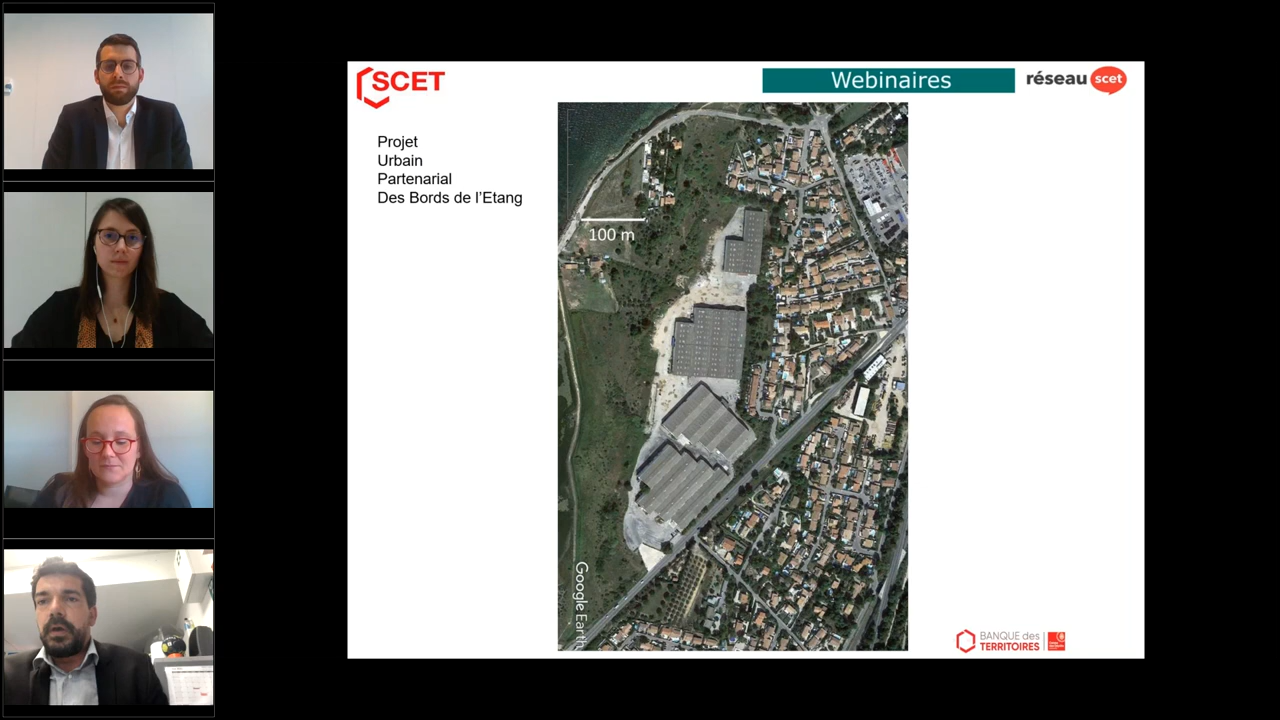 SCET
Webinaires
réseau scet
Projet
Urbain
Partenarial
Des Bords de l'Etang
100 m
Google Earth
BANQUE des
TERRITOIRES